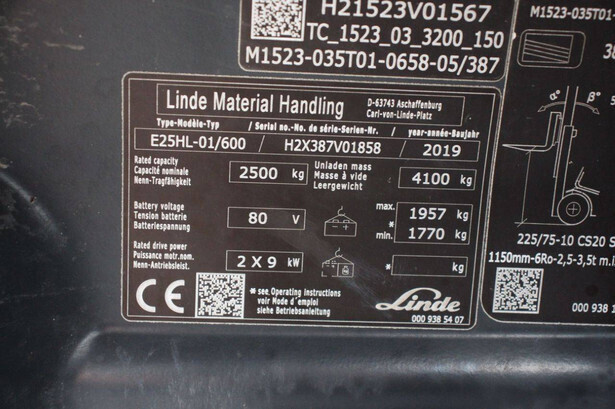 H21523V01567
TC_1523_03_3200_150
M1523-035T01-0658-05/387
M1523-035T01-
Linde Material Handling
D-63743 Aschaffenburg
Carl-von-Linde-Platz
Type-Modèle-Typ / Serial no.-No. de série-Serien-Nr. / year-année-Baujahr
E25HL-01/600 / H2X387V01858 / 2019
Rated capacity
Capacité nominale
Nenn-Tragfähigkeit
2500 kg
Unladen mass
Masse à vide
Leergewicht
4100 kg
Battery voltage
Tension batterie
Batteriespannung
80 V
max. 1957 kg
*
min. 1770 kg
Rated drive power
Puissance motr.nom.
Nenn-Antriebsleist.
2 X 9 kW
* kg
CE
* see Operating instructions
voir Mode d'emploi
siehe Betriebsanleitung
Linde
000 938 54 07
α° β°
225/75-10 CS20 S
1150mm-6Ro-2,5-3,5t m.i
000 938 1